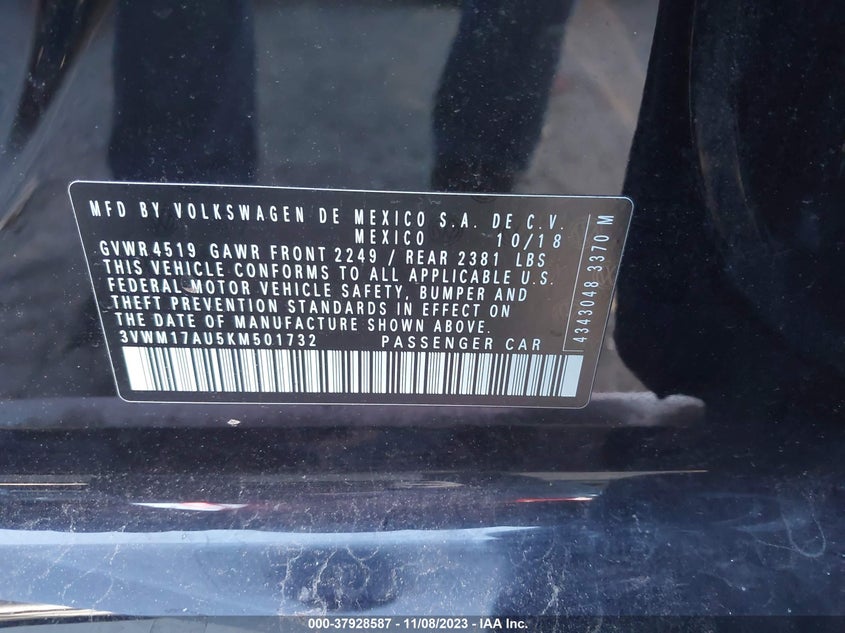 MFD BY VOLKSWAGEN DE MEXICO S.A. DE C.V.
MEXICO 10/18
GVWR 4519 GAWR FRONT 2249 / REAR 2381 LBS
THIS VEHICLE CONFORMS TO ALL APPLICABLE U.S.
FEDERAL MOTOR VEHICLE SAFETY, BUMPER AND
THEFT PREVENTION STANDARDS IN EFFECT ON
THE DATE OF MANUFACTURE SHOWN ABOVE.
3VWM17AU5KM501732 PASSENGER CAR
4343048 3370 M
000-37928587 - 11/08/2023 - IAA Inc.